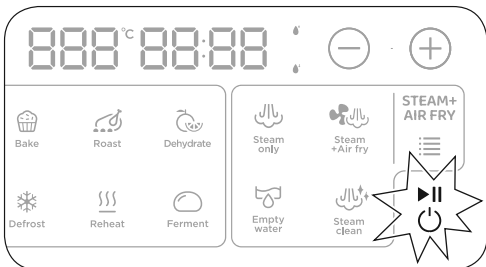 888°C 88:88
Bake
Roast
Dehydrate
Steam only
Steam +Air fry
STEAM+
AIR FRY
Defrost
Reheat
Ferment
Empty water
Steam clean